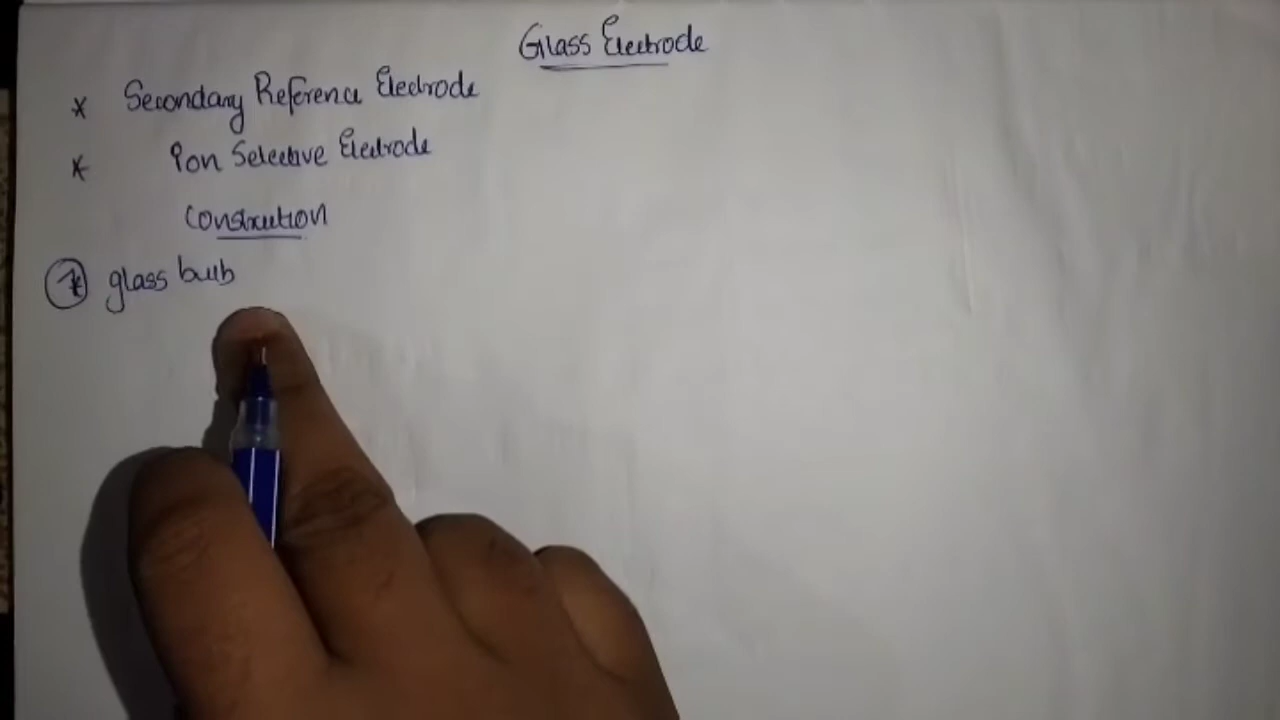 Glass Electrode
* Secondary Reference Electrode
* Ion Selective Electrode
Construction
* glass bulb